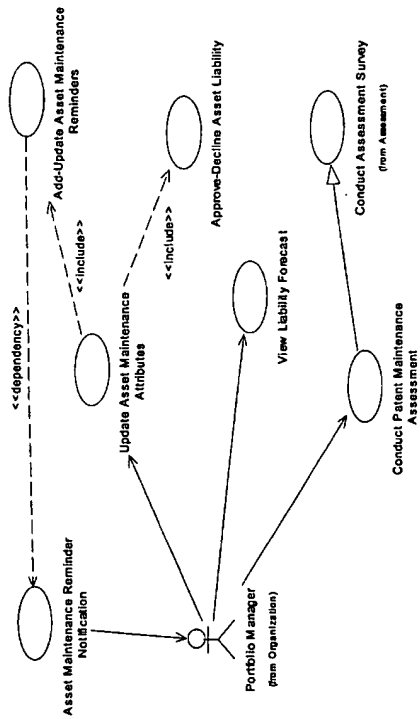 Add-Update Asset Maintenance
Reminders
<<dependency>>
<<include>>
Approve-Decline Asset Liability
<<include>>
Update Asset Maintenance
Attributes
Asset Maintenance Reminder
Notification
View Liability Forecast
Conduct Assessment Survey
(from Assessment)
Portfolio Manager
(from Organization)
Conduct Patent Maintenance
Assessment